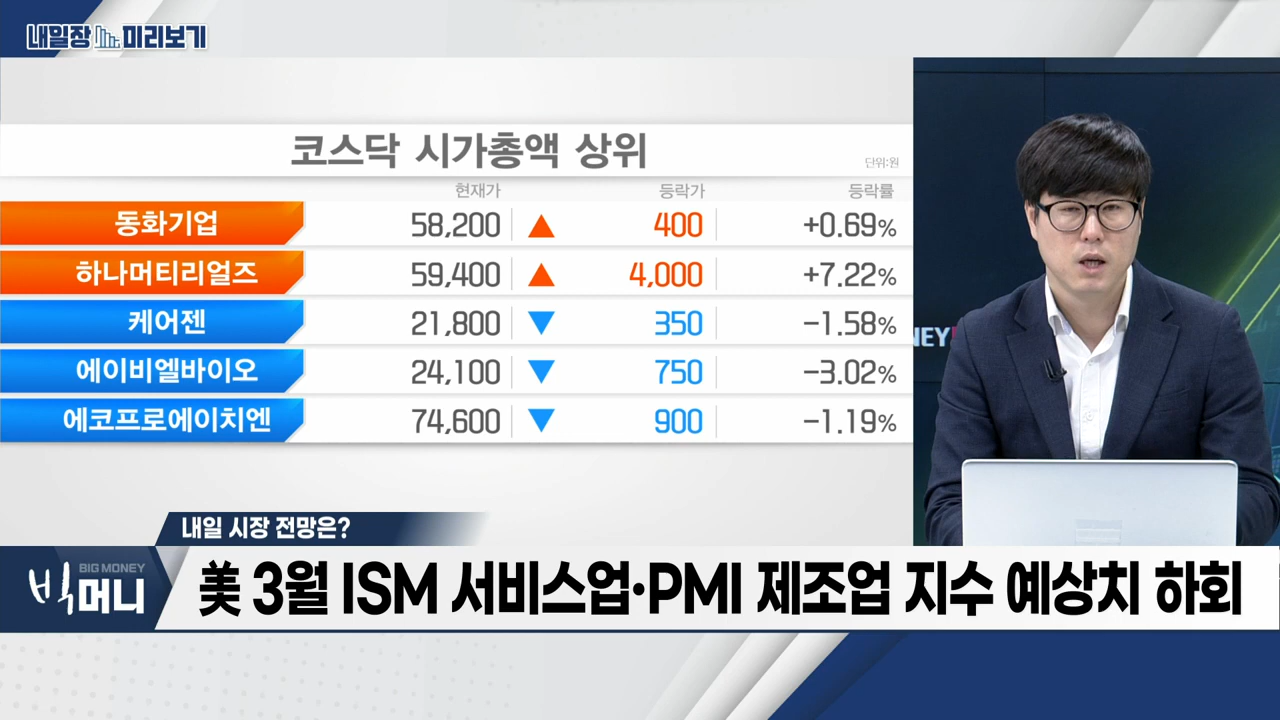 내일장 미리보기
코스닥 시가총액 상위
단위:원
현재가 등락가 등락률
동화기업 58,200 ▲ 400 +0.69%
하나머티리얼즈 59,400 ▲ 4,000 +7.22%
케어젠 21,800 ▼ 350 -1.58%
에이비엘바이오 24,100 ▼ 750 -3.02%
에코프로에이치엔 74,600 ▼ 900 -1.19%
NEY
내일 시장 전망은?
빅머니 BIG MONEY
美 3월 ISM 서비스업·PMI 제조업 지수 예상치 하회